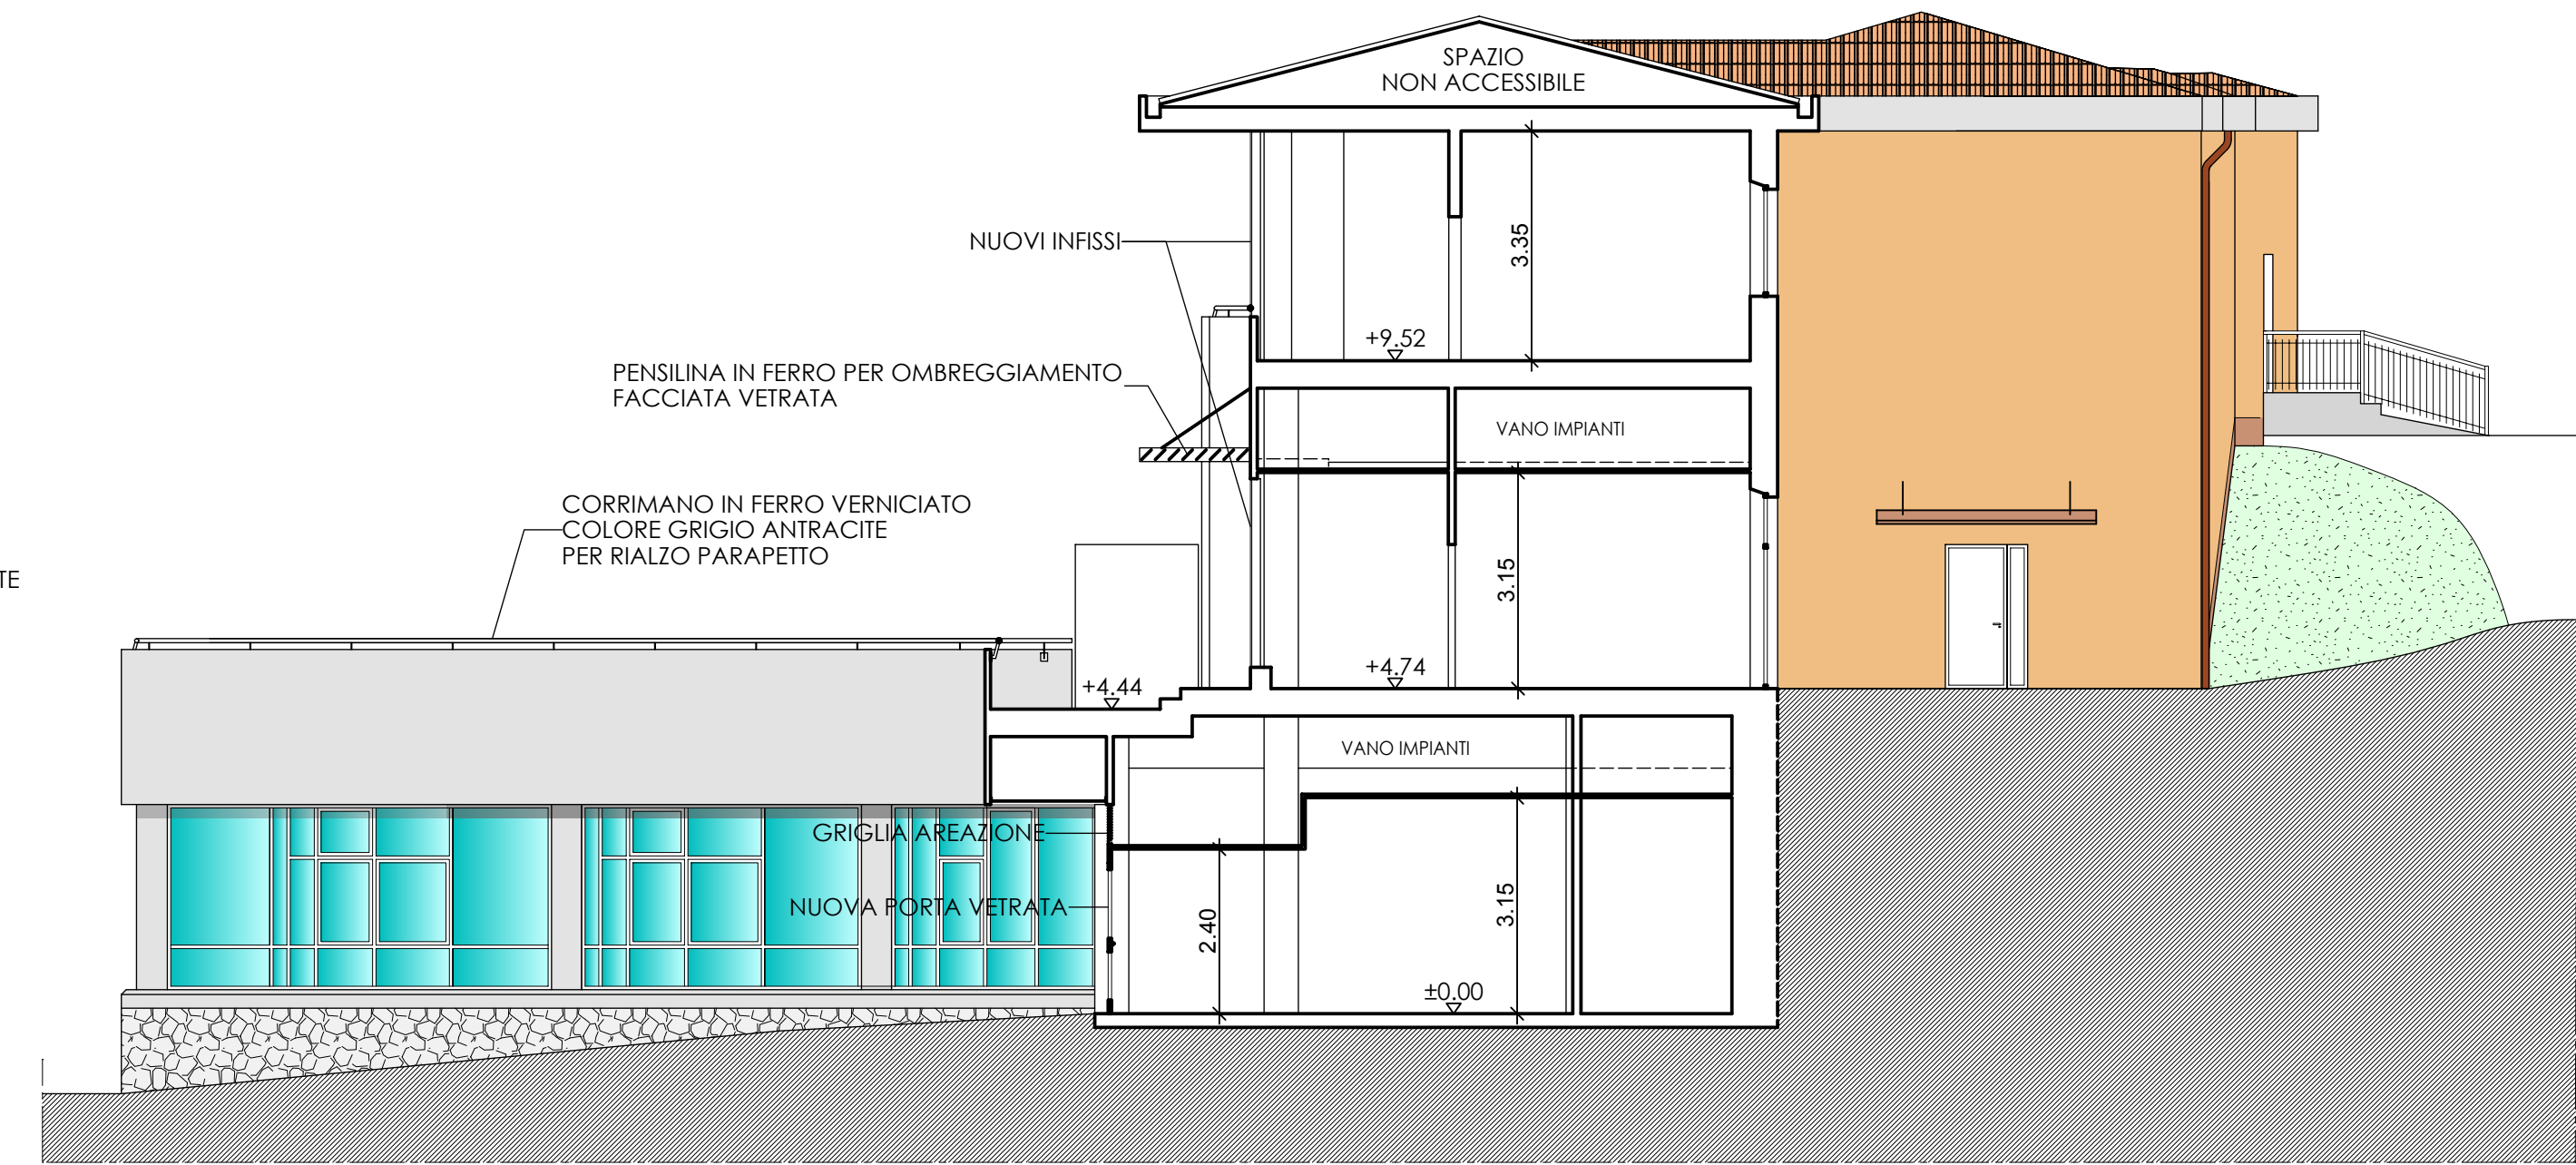 SPAZIO
NON ACCESSIBILE
NUOVI INFISSI
3.35
+9.52
PENSILINA IN FERRO PER OMBREGGIAMENTO
FACCIATA VETRATA
VANO IMPIANTI
CORRIMANO IN FERRO VERNICIATO
COLORE GRIGIO ANTRACITE
PER RIALZO PARAPETTO
TE
3.15
+4.74
+4.44
VANO IMPIANTI
GRIGLIA AREAZIONE
NUOVA PORTA VETRATA
2.40
3.15
±0.00